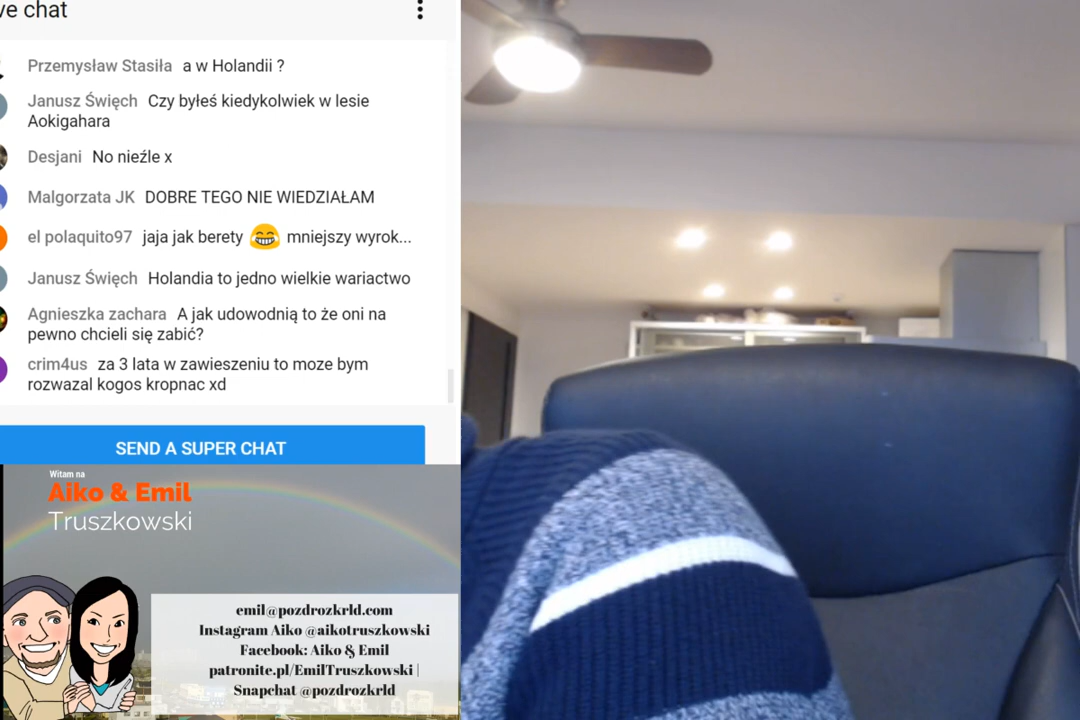 ve chat
Przemysław Stasiła a w Holandii ?
Janusz Święch Czy byłeś kiedykolwiek w lesie
Aokigahara
Desjani No nieźle x
Malgorzata JK DOBRE TEGO NIE WIEDZIAŁAM
el polaquito97 jaja jak berety 😂 mniejszy wyrok...
Janusz Święch Holandia to jedno wielkie wariactwo
Agnieszka zachara A jak udowodnią to że oni na
pewno chcieli się zabić?
crim4us za 3 lata w zawieszeniu to moze bym
rozwazal kogos kropnac xd
SEND A SUPER CHAT
Witam na
Aiko & Emil
Truszkowski
emil@pozdrozkrld.com
Instagram Aiko @aikotruszkowski
Facebook: Aiko & Emil
patronite.pl/EmilTruszkowski |
Snapchat @pozdrozkrld